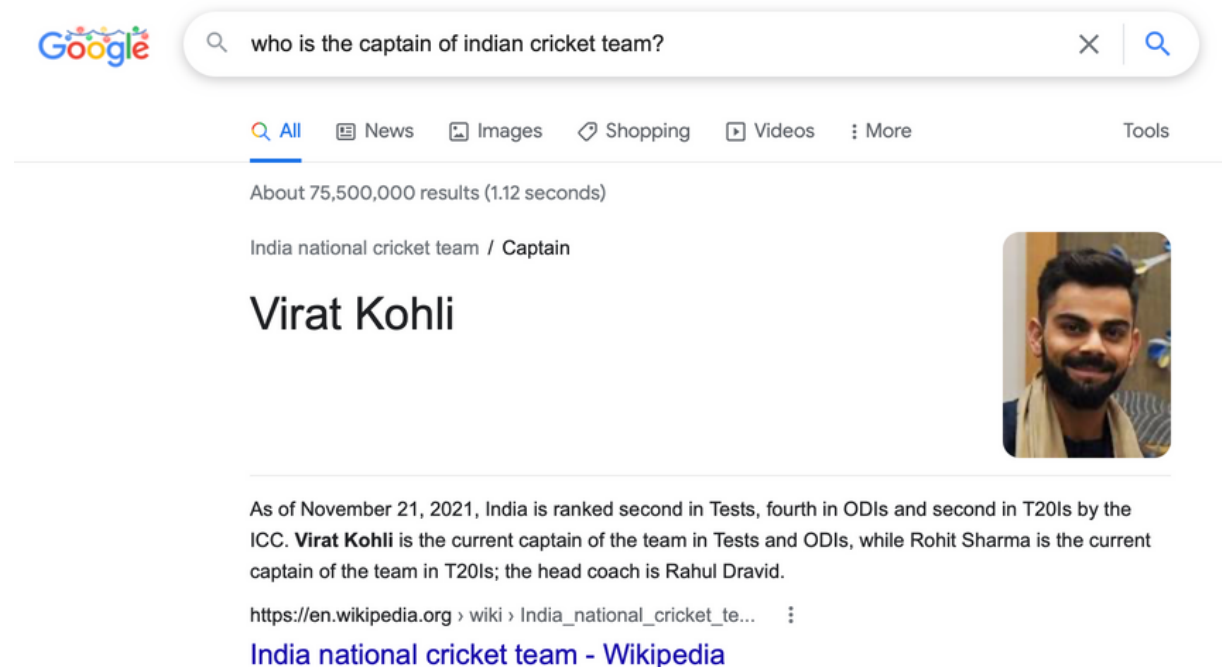 Google
who is the captain of indian cricket team?
All News Images Shopping Videos More Tools
About 75,500,000 results (1.12 seconds)
India national cricket team / Captain
Virat Kohli
As of November 21, 2021, India is ranked second in Tests, fourth in ODIs and second in T20Is by the
ICC. Virat Kohli is the current captain of the team in Tests and ODIs, while Rohit Sharma is the current
captain of the team in T20Is; the head coach is Rahul Dravid.
https://en.wikipedia.org › wiki › India_national_cricket_te...
India national cricket team - Wikipedia